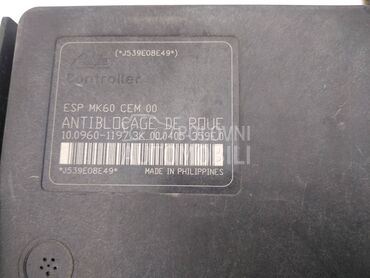 (*J539E08E49*)
Controller
ESP MK60 CEM 00
ANTIBLOCAGE DE ROUE
10.0960-1197.3K 00.0405-J59E.0
*J539E08E49*
MADE IN PHILIPPINES